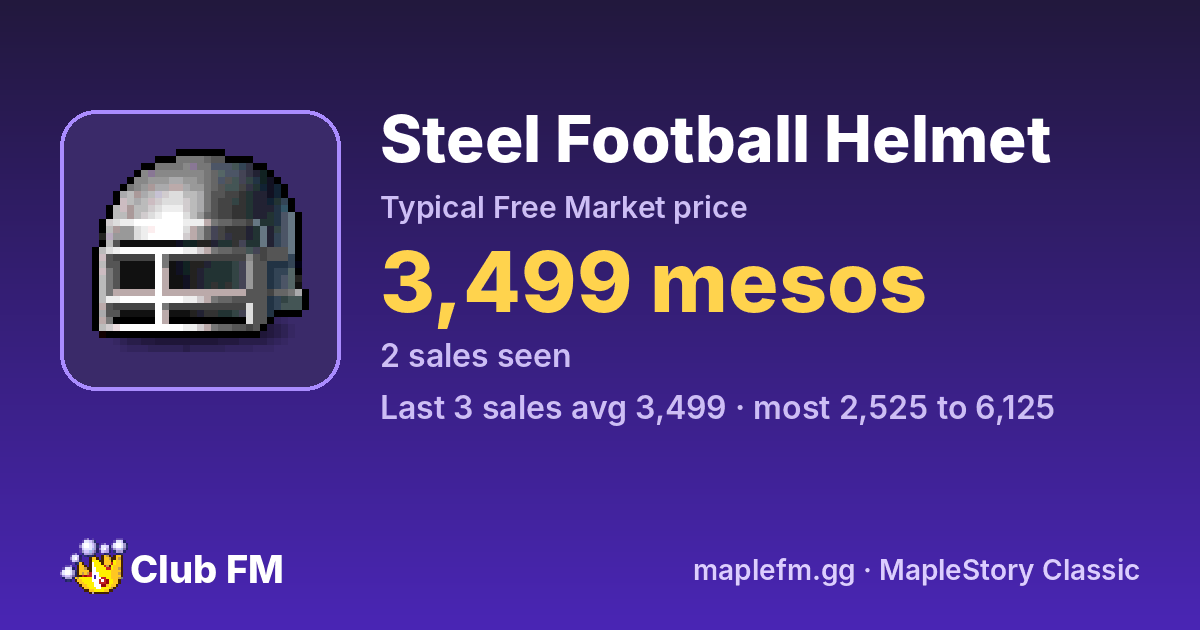 Steel Football Helmet
Typical Free Market price
3,499 mesos
2 sales seen
Last 3 sales avg 3,499 · most 2,525 to 6,125
Club FM
maplefm.gg · MapleStory Classic